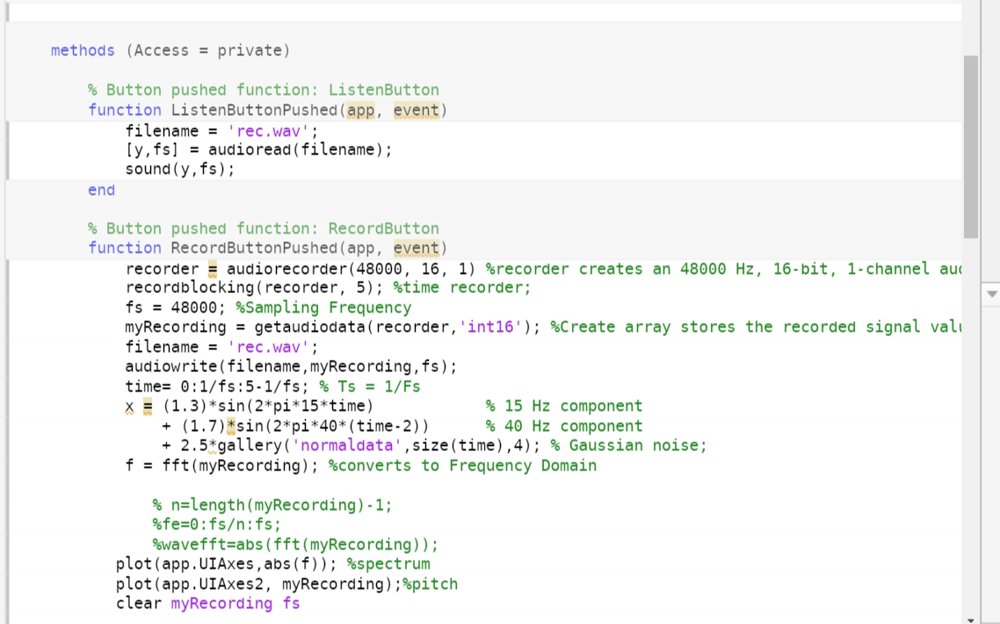 methods (Access = private)
% Button pushed function: ListenButton
function ListenButtonPushed(app, event)
filename = 'rec.wav';
[y,fs] = audioread(filename);
sound(y,fs);
end
% Button pushed function: RecordButton
function RecordButtonPushed(app, event)
recorder = audiorecorder(48000, 16, 1) %recorder creates an 48000 Hz, 16-bit, 1-channel
recordblocking(recorder, 5); %time recorder;
fs = 48000; %Sampling Frequency
myRecording = getaudiodata(recorder,'int16'); %Create array stores the recorded signal
filename = 'rec.wav';
audiowrite(filename,myRecording,fs);
time= 0:1/fs:5-1/fs; % Ts = 1/Fs
x = (1.3)*sin(2*pi*15*time) % 15 Hz component
+ (1.7)*sin(2*pi*40*(time-2)) % 40 Hz component
+ 2.5*gallery('normaldata',size(time),4); % Gaussian noise;
f = fft(myRecording); %converts to Frequency Domain
% n=length(myRecording)-1;
%fe=0:fs/n:fs;
%wavefft=abs(fft(myRecording));
plot(app.UIAxes,abs(f)); %spectrum
plot(app.UIAxes2, myRecording);%pitch
clear myRecording fs